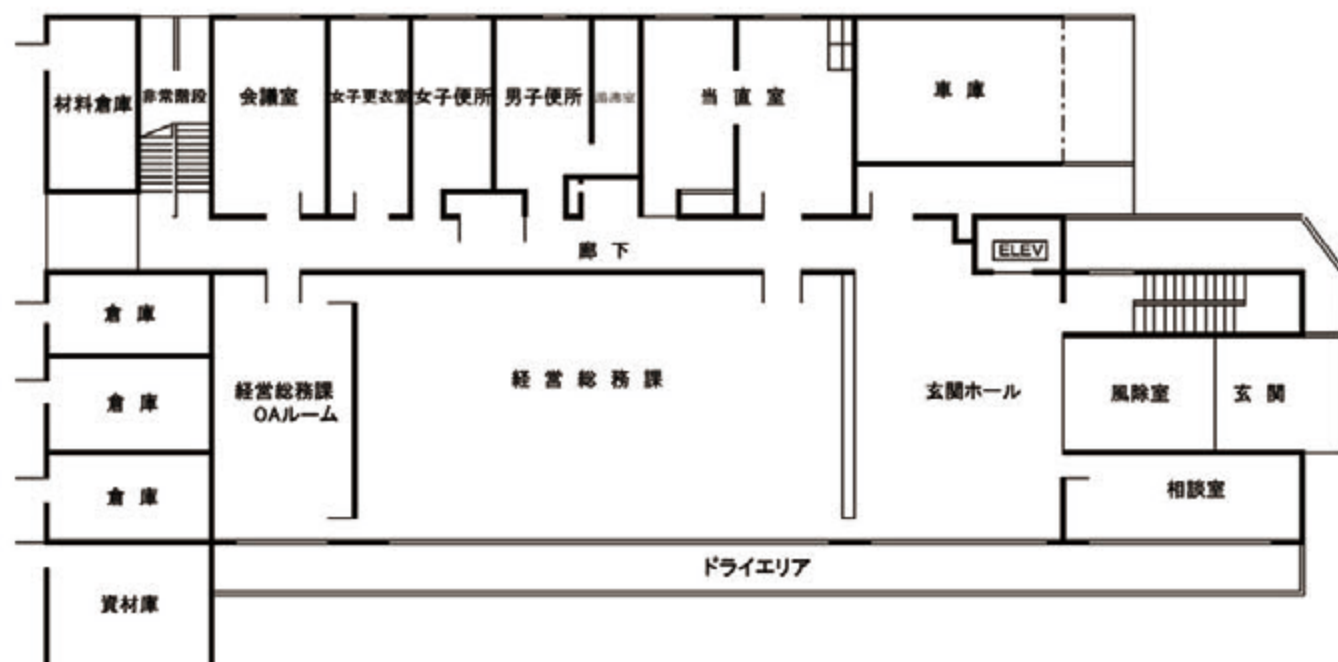 材料倉庫
非常階段
会議室
女子更衣室
女子便所
男子便所
湯沸室
当直室
車庫
ELEV
廊下
倉庫
経営総務課
OAルーム
経営総務課
玄関ホール
風除室
玄関
倉庫
倉庫
相談室
ドライエリア
資材庫